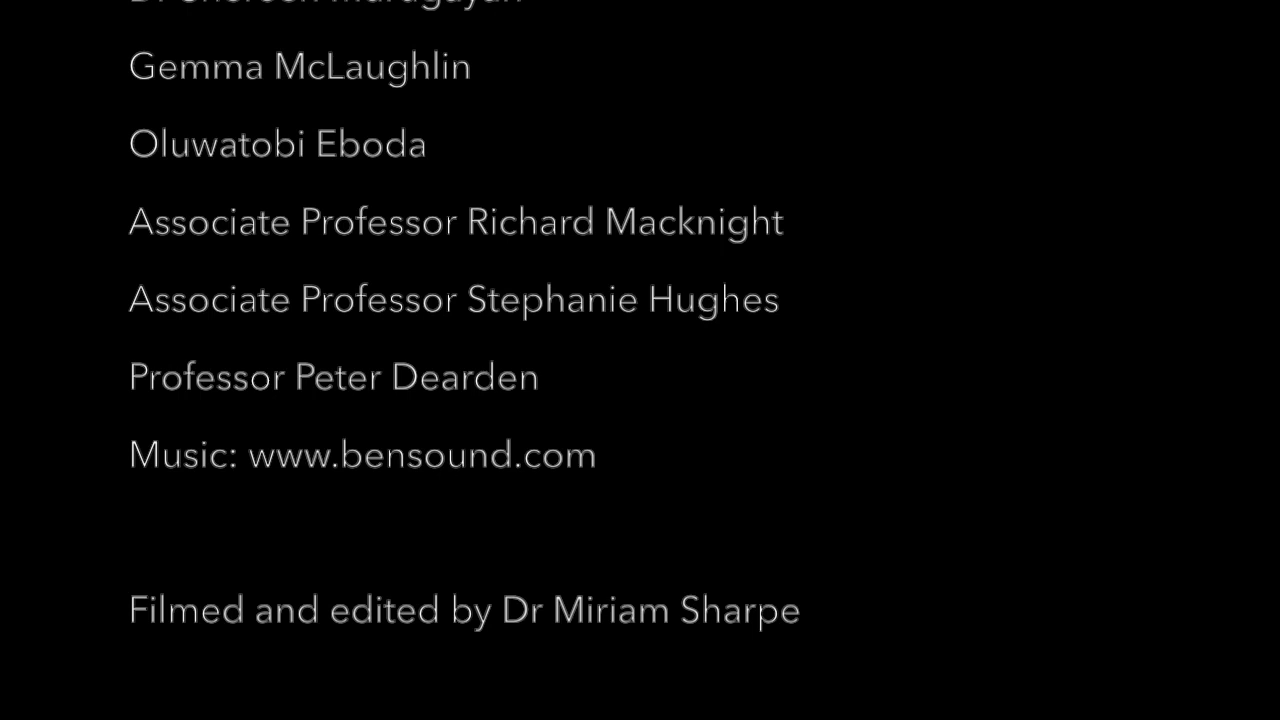 Gemma McLaughlin
Oluwatobi Eboda
Associate Professor Richard Macknight
Associate Professor Stephanie Hughes
Professor Peter Dearden
Music: www.bensound.com
Filmed and edited by Dr Miriam Sharpe